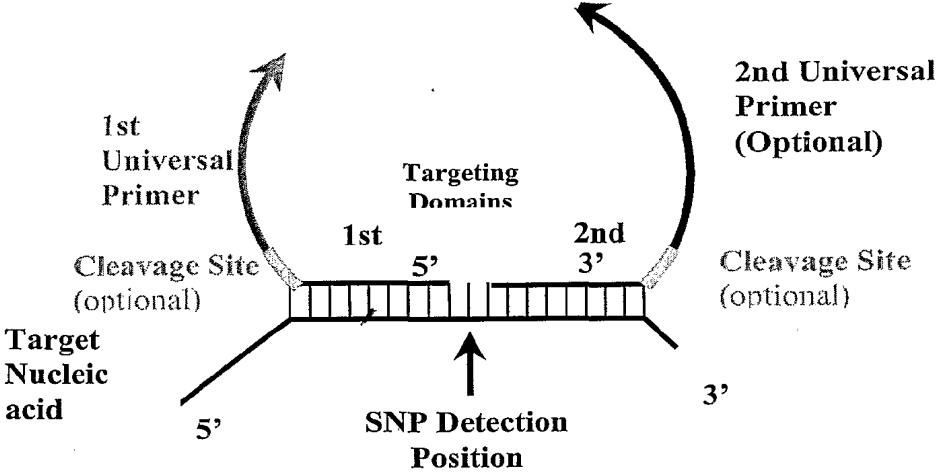 2nd Universal
Primer
(Optional)
1st
Universal
Primer
Targeting
Domains
1st
5’
2nd
3’
Cleavage Site
(optional)
Cleavage Site
(optional)
Target
Nucleic
acid
5’
SNP Detection
Position
3’